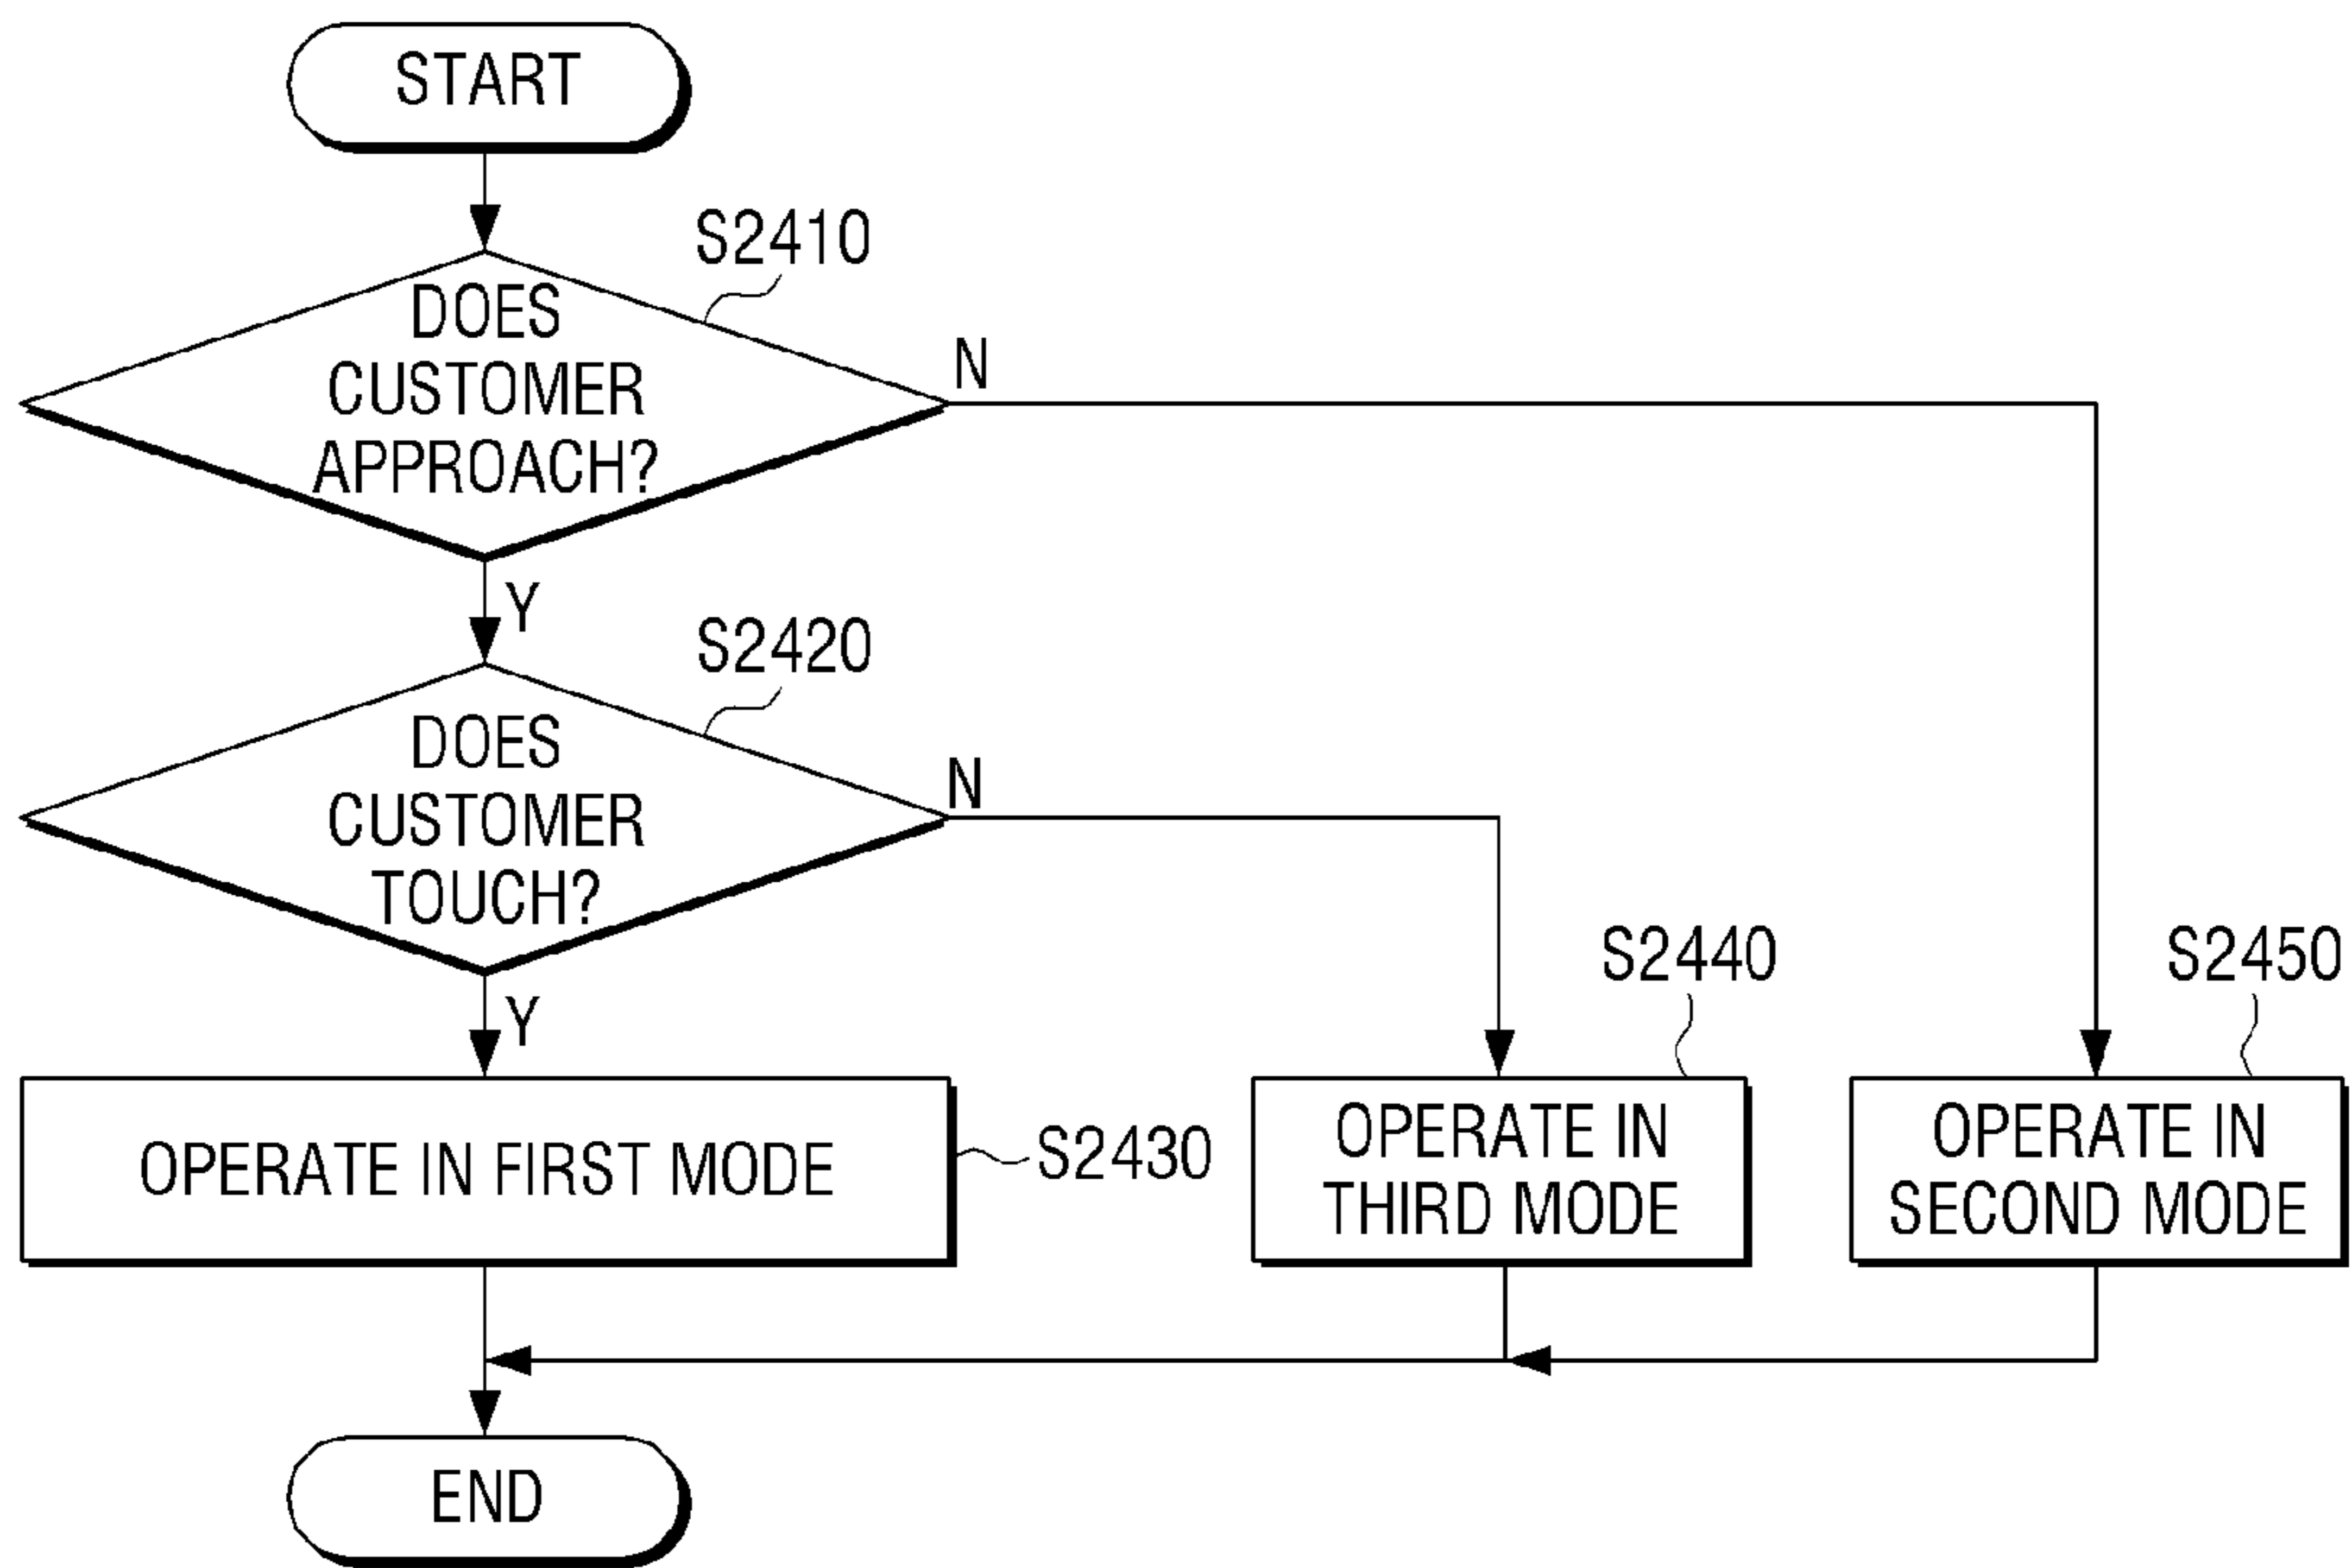 START
S2410
DOES
CUSTOMER
APPROACH?
N
Y
S2420
DOES
CUSTOMER
TOUCH?
N
Y
S2440
S2450
OPERATE IN FIRST MODE
S2430
OPERATE IN
THIRD MODE
OPERATE IN
SECOND MODE
END